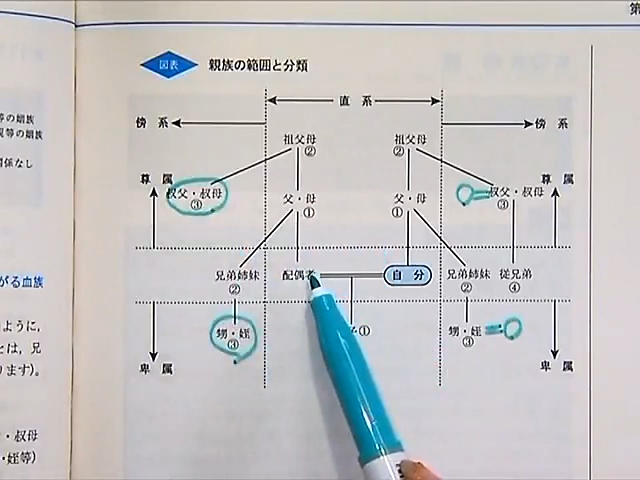 第
図表 親族の範囲と分類
直系
傍系
傍系
祖父母
②
祖父母
②
尊属
尊属
叔父・叔母
③
叔父・叔母
③
父・母
①
父・母
①
兄弟姉妹
②
配偶者
自分
兄弟姉妹
②
従兄弟
④
甥・姪
③
①
甥・姪
③
卑属
卑属
等の姻族
親等の姻族
関係なし
がる血族
ように,
とは, 兄
ります)。
・叔母
・姪等)